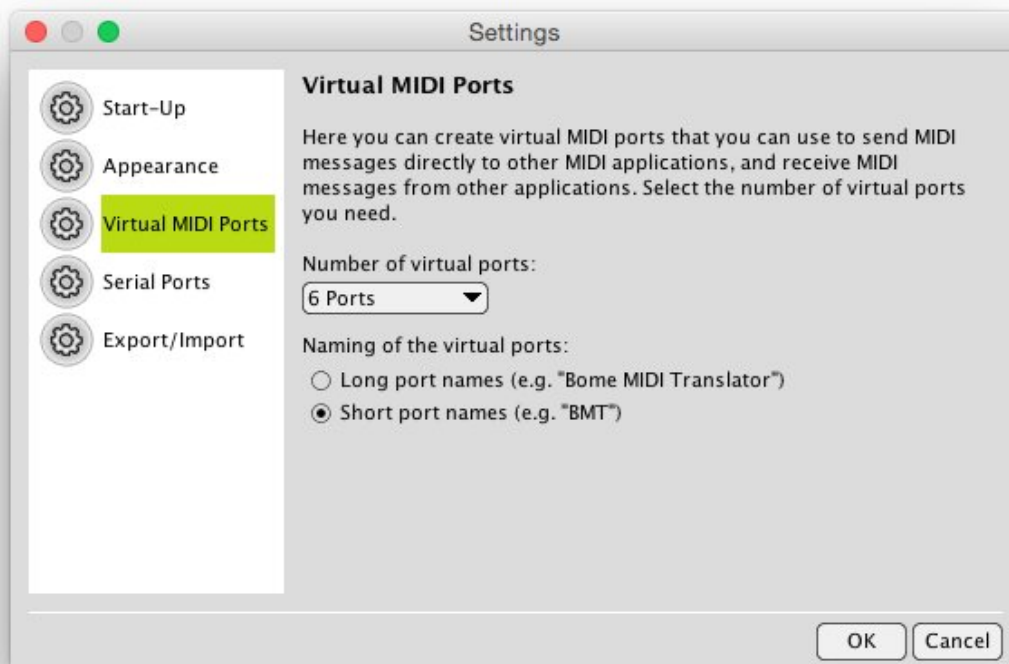 Settings
Start-Up
Appearance
Virtual MIDI Ports
Serial Ports
Export/Import
Virtual MIDI Ports
Here you can create virtual MIDI ports that you can use to send MIDI
messages directly to other MIDI applications, and receive MIDI
messages from other applications. Select the number of virtual ports
you need.
Number of virtual ports:
6 Ports
Naming of the virtual ports:
Long port names (e.g. "Bome MIDI Translator")
Short port names (e.g. "BMT")
OK
Cancel